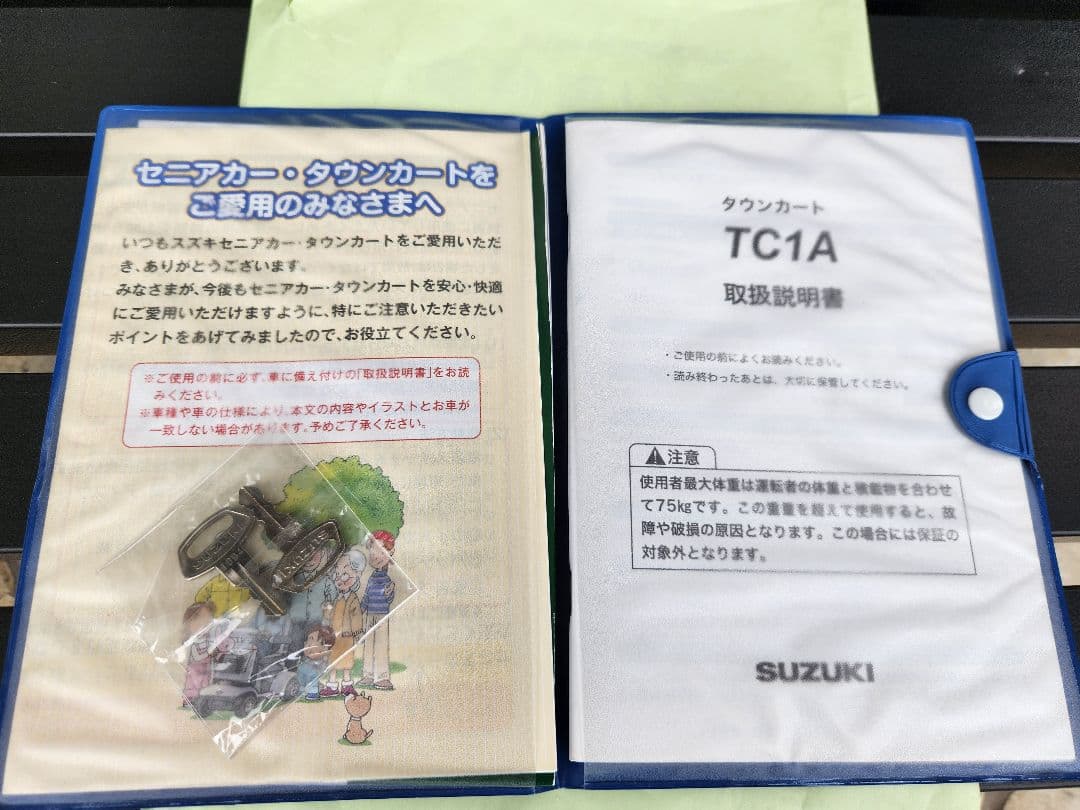 セニアカー・タウンカートを
ご愛用のみなさまへ
いつもスズキセニアカー・タウンカートをご愛用いただ
き、ありがとうございます。
みなさまが、今後もセニアカー・タウンカートを安心・快適
にご愛用いただけますように、特にご注意いただきたい
ポイントをあげてみましたので、お役立てください。
※ご使用の前に必ず、車に備え付けの「取扱説明書」をお読
みください。
※車種や車の仕様により、本文の内容やイラストとお車が
一致しない場合があります。予めご了承ください。
タウンカート
TC1A
取扱説明書
・ご使用の前によくお読みください。
・読み終わったあとは、大切に保管してください。
注意
使用者最大体重は運転者の体重と積載物を合わせ
て75kgです。この重量を超えて使用すると、故
障や破損の原因となります。この場合には保証の
対象外となります。
SUZUKI